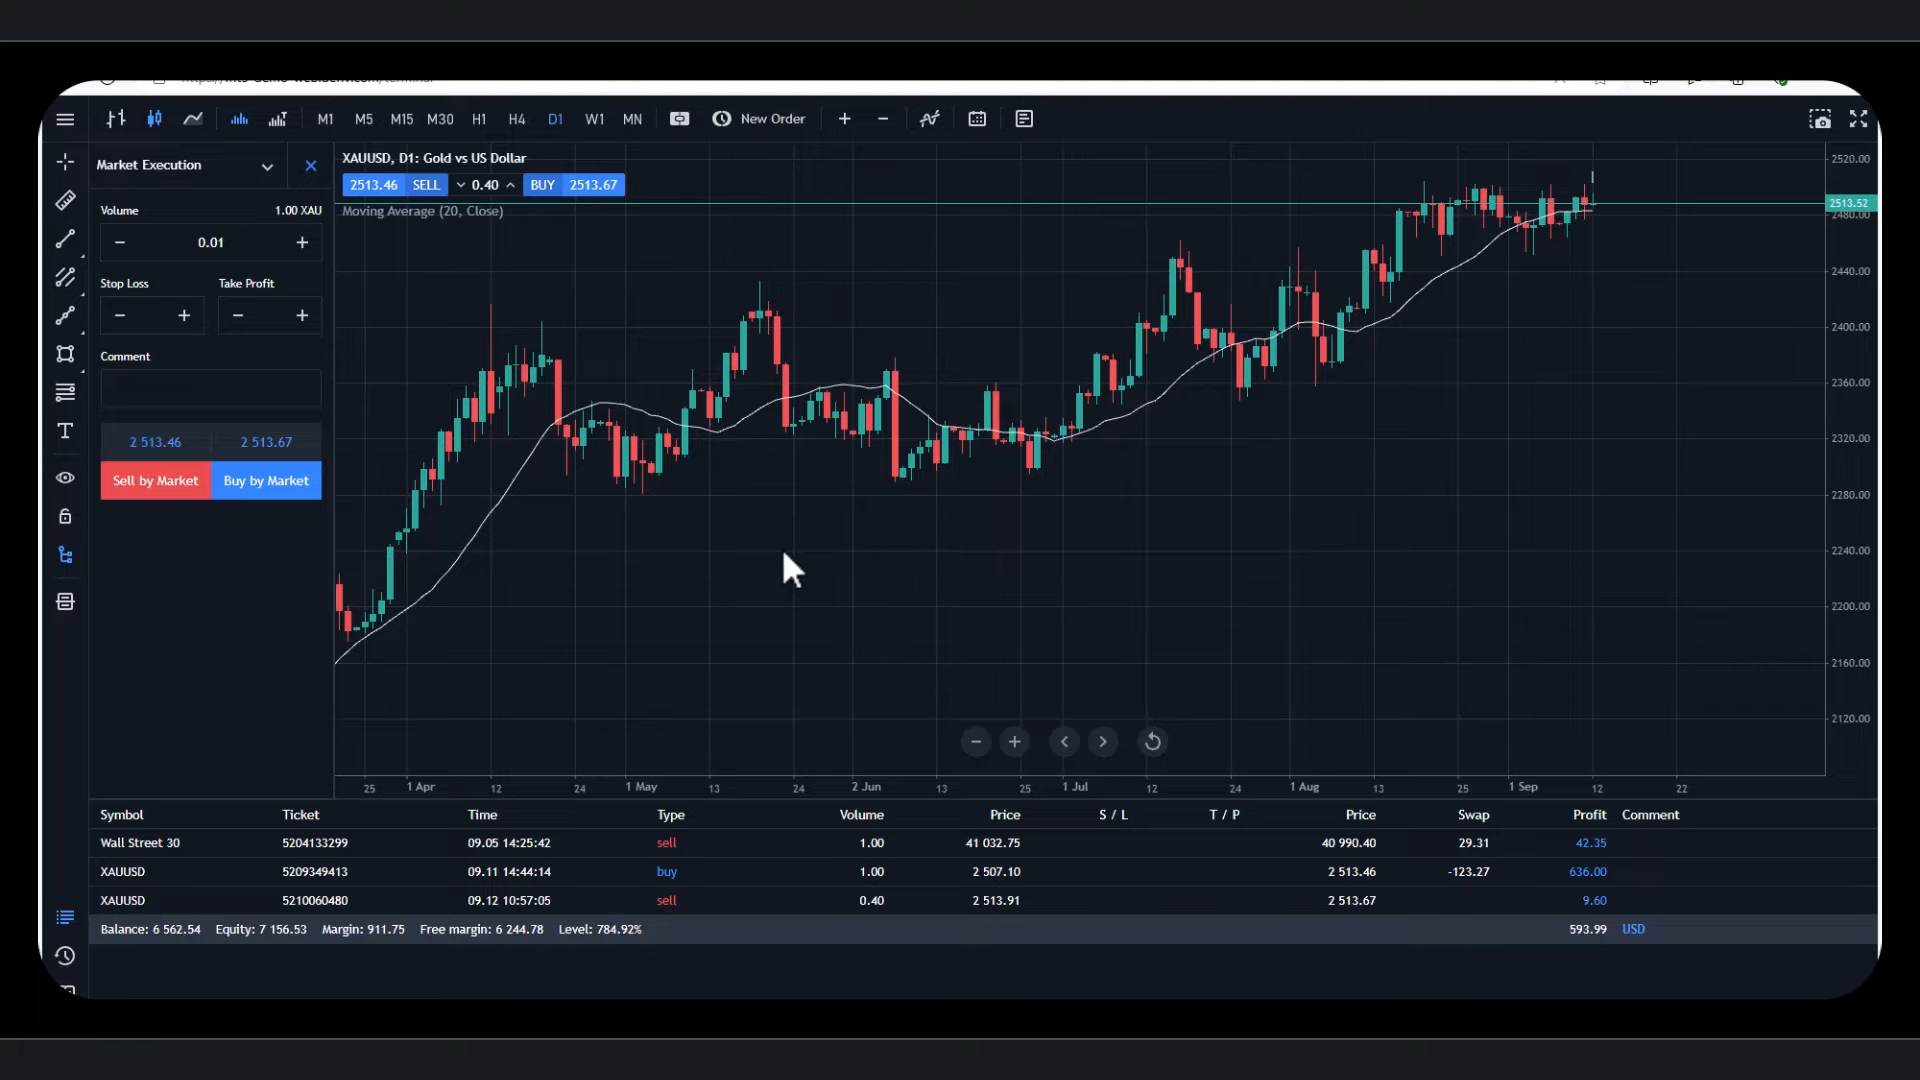 M1 M5 M15 M30 H1 H4 D1 W1 MN New Order
Market Execution
XAUUSD, D1: Gold vs US Dollar
2513.46 SELL 0.40 BUY 2513.67
Moving Average (20, Close)
Volume 1.00 XAU
0.01
Stop Loss Take Profit
Comment
2 513.46 2 513.67
Sell by Market Buy by Market
2520.00
2513.52
2480.00
2440.00
2400.00
2360.00
2320.00
2280.00
2240.00
2200.00
2160.00
2120.00
25 1 Apr 12 24 1 May 13 24 2 Jun 13 25 1 Jul 12 24 1 Aug 13 25 1 Sep 12 22
Symbol Ticket Time Type Volume Price S / L T / P Price Swap Profit Comment
Wall Street 30 5204133299 09.05 14:25:42 sell 1.00 41 032.75 40 990.40 29.31 42.35
XAUUSD 5209349413 09.11 14:44:14 buy 1.00 2 507.10 2 513.46 -123.27 636.00
XAUUSD 5210060480 09.12 10:57:05 sell 0.40 2 513.91 2 513.67 9.60
Balance: 6 562.54 Equity: 7 156.53 Margin: 911.75 Free margin: 6 244.78 Level: 784.92% 593.99 USD